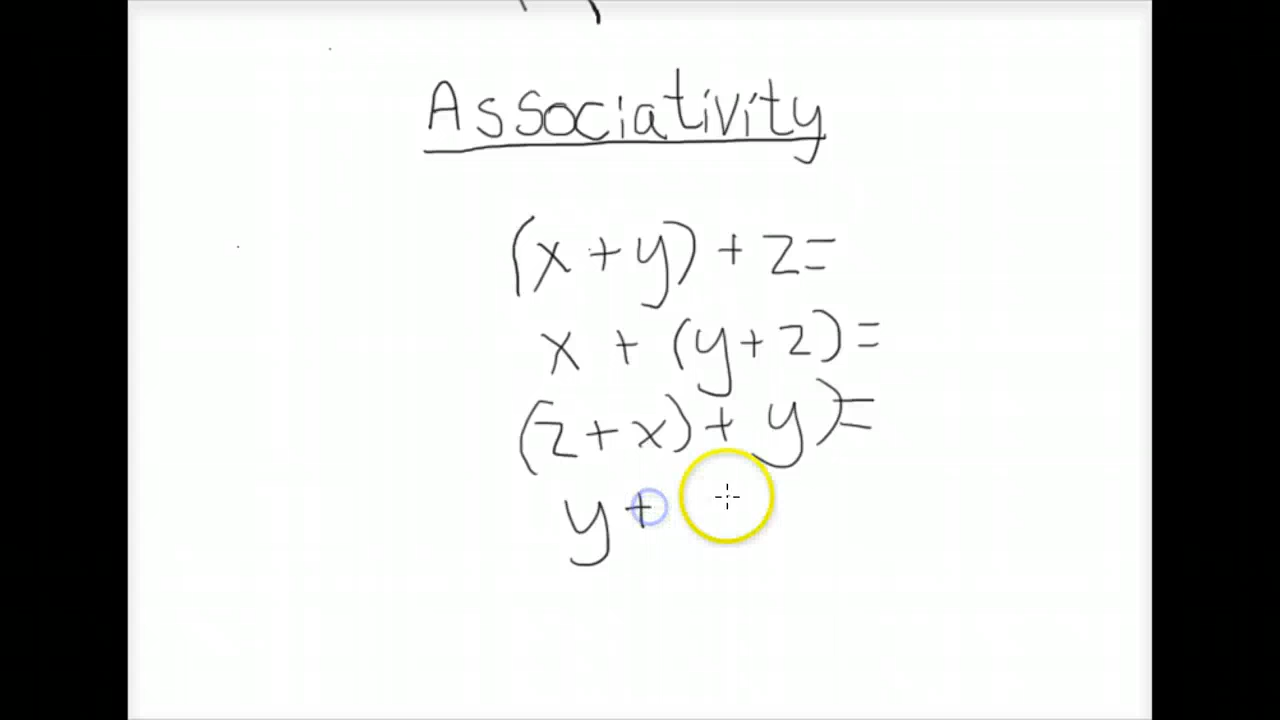 Associativity
(x + y) + z =
x + (y + z) =
(z + x) + y) =
y +